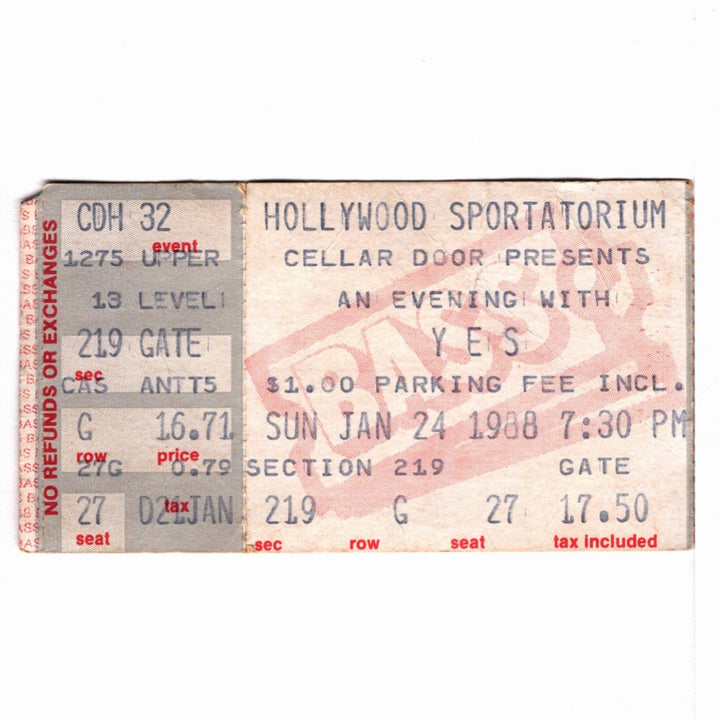 NO REFUNDS OR EXCHANGES
CDH 32
event
1275 UPPER
13 LEVEL
219 GATE
sec
CAS ANTT5
G 16.71
row price
27G 0.79
tax
27 D21JAN
seat
HOLLYWOOD SPORTATORIUM
CELLAR DOOR PRESENTS
AN EVENING WITH
Y E S
$1.00 PARKING FEE INCL.
SUN JAN 24 1988 7:30 PM
SECTION 219 GATE
219 G 27 17.50
sec row seat tax included
BASS